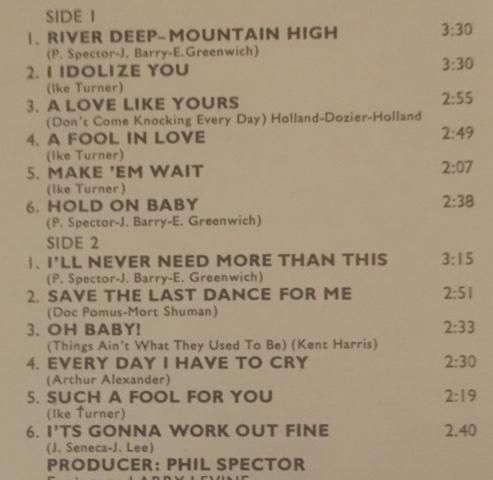 SIDE 1
1. RIVER DEEP–MOUNTAIN HIGH 3:30
(P. Spector-J. Barry-E.Greenwich)
2. I IDOLIZE YOU 3:30
(Ike Turner)
3. A LOVE LIKE YOURS 2:55
(Don't Come Knocking Every Day) Holland-Dozier-Holland
4. A FOOL IN LOVE 2:49
(Ike Turner)
5. MAKE 'EM WAIT 2:07
(Ike Turner)
6. HOLD ON BABY 2:38
(P. Spector-J. Barry-E. Greenwich)
SIDE 2
1. I'LL NEVER NEED MORE THAN THIS 3:15
(P. Spector-J. Barry-E. Greenwich)
2. SAVE THE LAST DANCE FOR ME 2:51
(Doc Pomus-Mort Shuman)
3. OH BABY! 2:33
(Things Ain't What They Used To Be) (Kent Harris)
4. EVERY DAY I HAVE TO CRY 2:30
(Arthur Alexander)
5. SUCH A FOOL FOR YOU 2:19
(Ike Turner)
6. I'TS GONNA WORK OUT FINE 2.40
(J. Seneca-J. Lee)
PRODUCER: PHIL SPECTOR
LARRY LEVINE